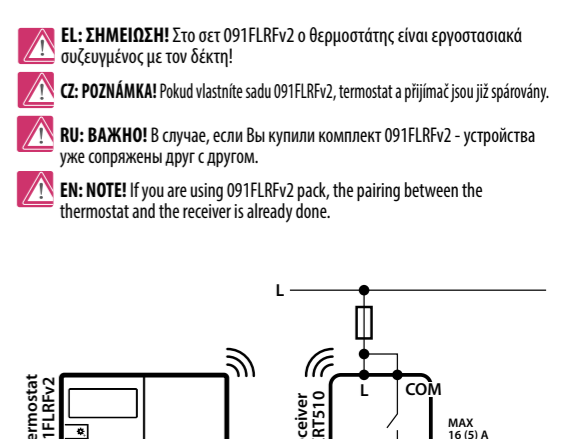 EL: ΣΗΜΕΙΩΣΗ! Στο σετ 091FLRFv2 ο θερμοστάτης είναι εργοστασιακά
συζευγμένος με τον δέκτη!
CZ: POZNÁMKA! Pokud vlastníte sadu 091FLRFv2, termostat a přijímač jsou již spárovány.
RU: ВАЖНО! В случае, если Вы купили комплект 091FLRFv2 - устройства
уже сопряжены друг с другом.
EN: NOTE! If you are using 091FLRFv2 pack, the pairing between the
thermostat and the receiver is already done.
L
L
COM
MAX
16 (5) A